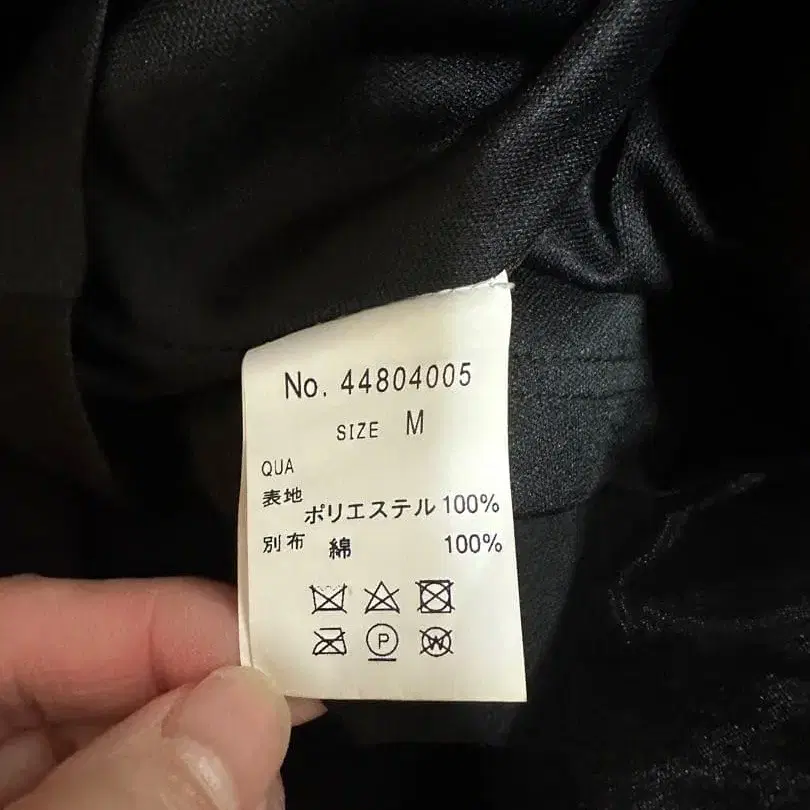 No. 44804005
SIZE M
QUA
表地 ポリエステル 100%
別布 綿 100%
P W